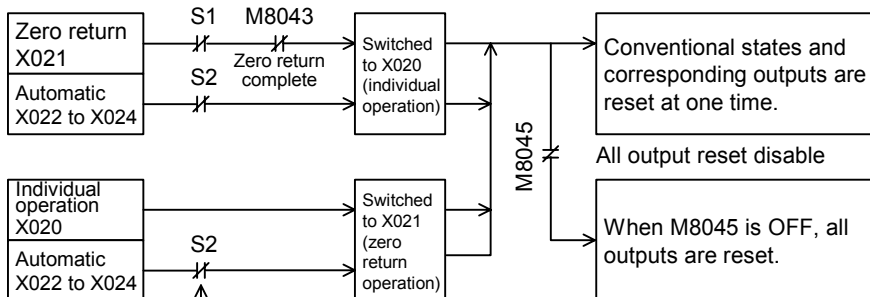 Zero return
X021
S1
M8043
Zero return
complete
Switched
to X020
(individual
operation)
Conventional states and
corresponding outputs are
reset at one time.
Automatic
X022 to X024
S2
M8045
All output reset disable
Individual
operation
X020
Switched
to X021
(zero
return
operation)
When M8045 is OFF, all
outputs are reset.
Automatic
X022 to X024
S2